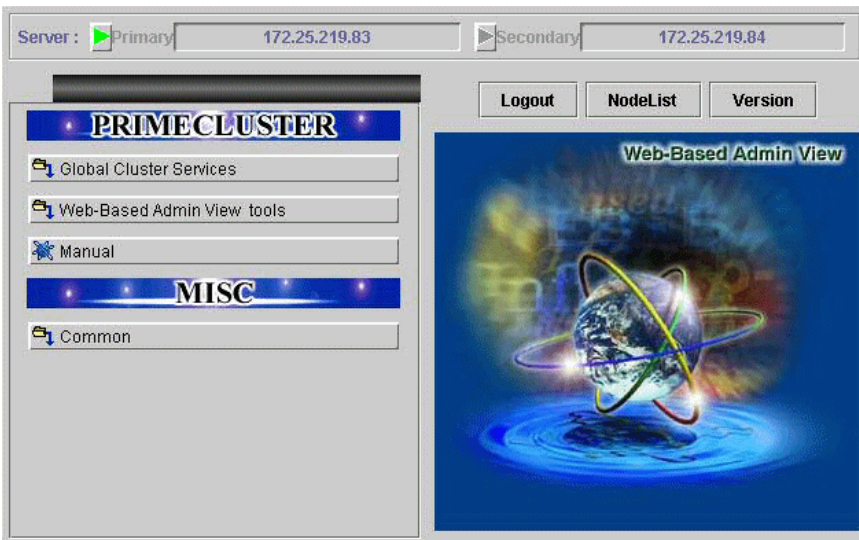 Server : Primary 172.25.219.83 Secondary 172.25.219.84
Logout NodeList Version
PRIMECLUSTER
Global Cluster Services
Web-Based Admin View tools
Manual
MISC
Common
Web-Based Admin View